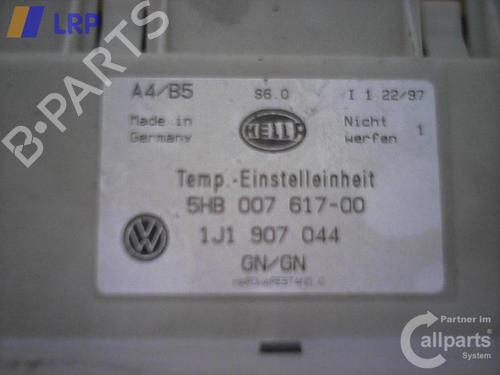 LRP
B-PARTS
A4/B5 S6.0 I 1 22/97
Made in Germany
HELLA
Nicht werfen 1
Temp.-Einstelleinheit
5HB 007 617-00
1J1 907 044
GN/GN
Partner im
callparts
System